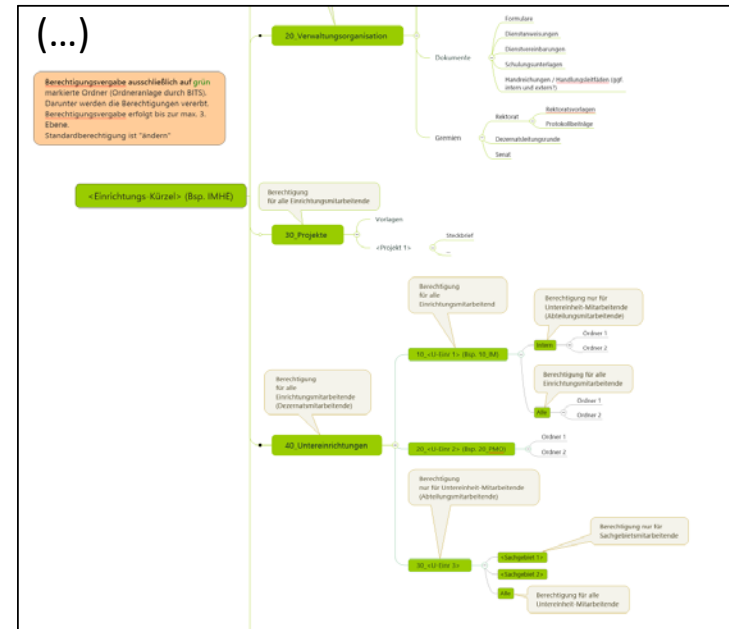 (...)
20_Verwaltungsorganisation
Dokumente
Formulare
Dienstanweisungen
Dienstvereinbarungen
Schulungsunterlagen
Handreichungen / Handlungsleitfäden (ggf.
intern und extern?)
Gremien
Rektorat
Rektoratsvorlagen
Protokollbeiträge
Dezernatsleitungsrunde
Senat
Berechtigungsvergabe ausschließlich auf grün
markierte Ordner (Ordneranlage durch BITS).
Darunter werden die Berechtigungen vererbt.
Berechtigungsvergabe erfolgt bis zur max. 3.
Ebene.
Standardberechtigung ist "ändern"
<Einrichtungs-Kürzel> (Bsp. IMHE)
Berechtigung
für alle Einrichtungsmitarbeitende
30_Projekte
Vorlagen
<Projekt 1>
Steckbrief
...
Berechtigung
für alle
Einrichtungsmitarbeitende
(Dezernatsmitarbeitende)
40_Untereinrichtungen
Berechtigung
für alle
Einrichtungsmitarbeitend
10_<U-Einr 1> (Bsp. 10_IM)
Berechtigung nur für
Untereinheit-Mitarbeitende
(Abteilungsmitarbeitende)
Intern
Ordner 1
Ordner 2
Berechtigung für alle
Einrichtungsmitarbeitende
Alle
Ordner 1
Ordner 2
20_<U-Einr 2> (Bsp. 20_PMO)
Ordner 1
Ordner 2
Berechtigung
nur für Untereinheit-Mitarbeitende
(Abteilungsmitarbeitende)
30_<U-Einr 3>
Berechtigung nur für
Sachgebietsmitarbeitende
<Sachgebiet 1>
<Sachgebiet 2>
Alle
Berechtigung für alle
Untereinheit-Mitarbeitende